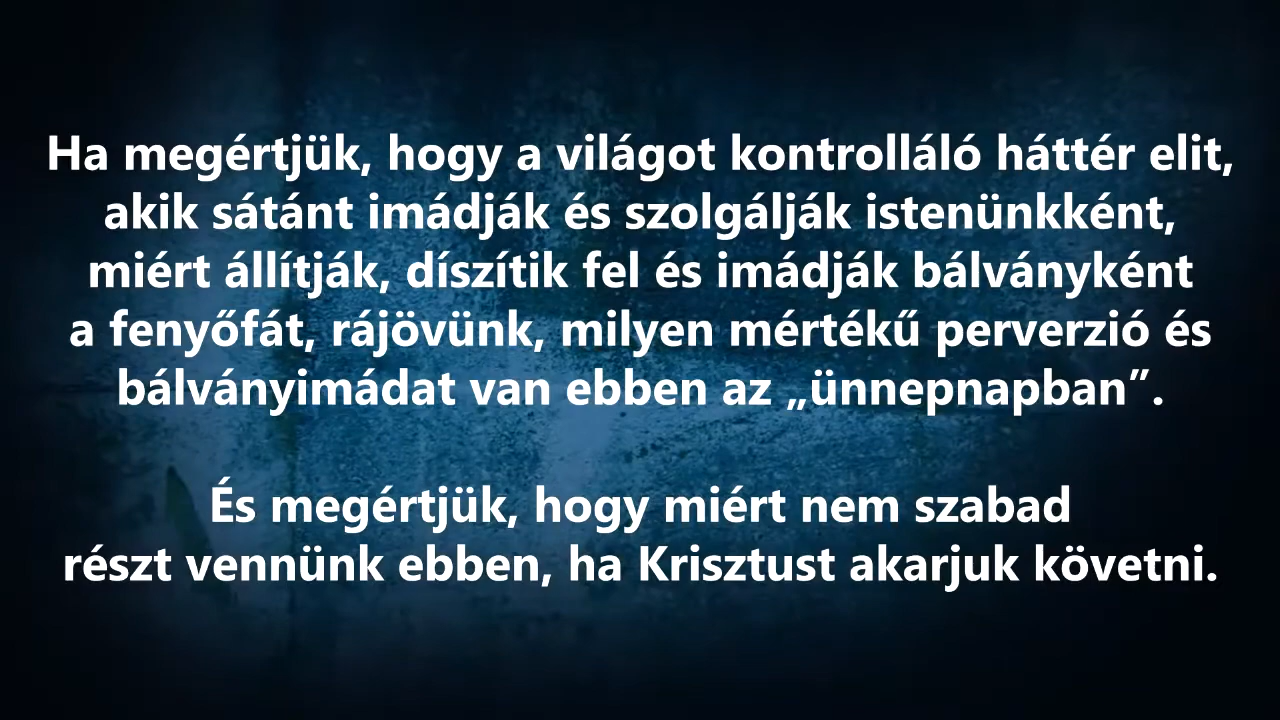 Ha megértjük, hogy a világot kontrolláló háttér elit,
akik sátánt imádják és szolgálják istenünkként,
miért állítják, díszítik fel és imádják bálványként
a fenyőfát, rájövünk, milyen mértékű perverzió és
bálványimádat van ebben az „ünnepnapban”.
És megértjük, hogy miért nem szabad
részt vennünk ebben, ha Krisztust akarjuk követni.